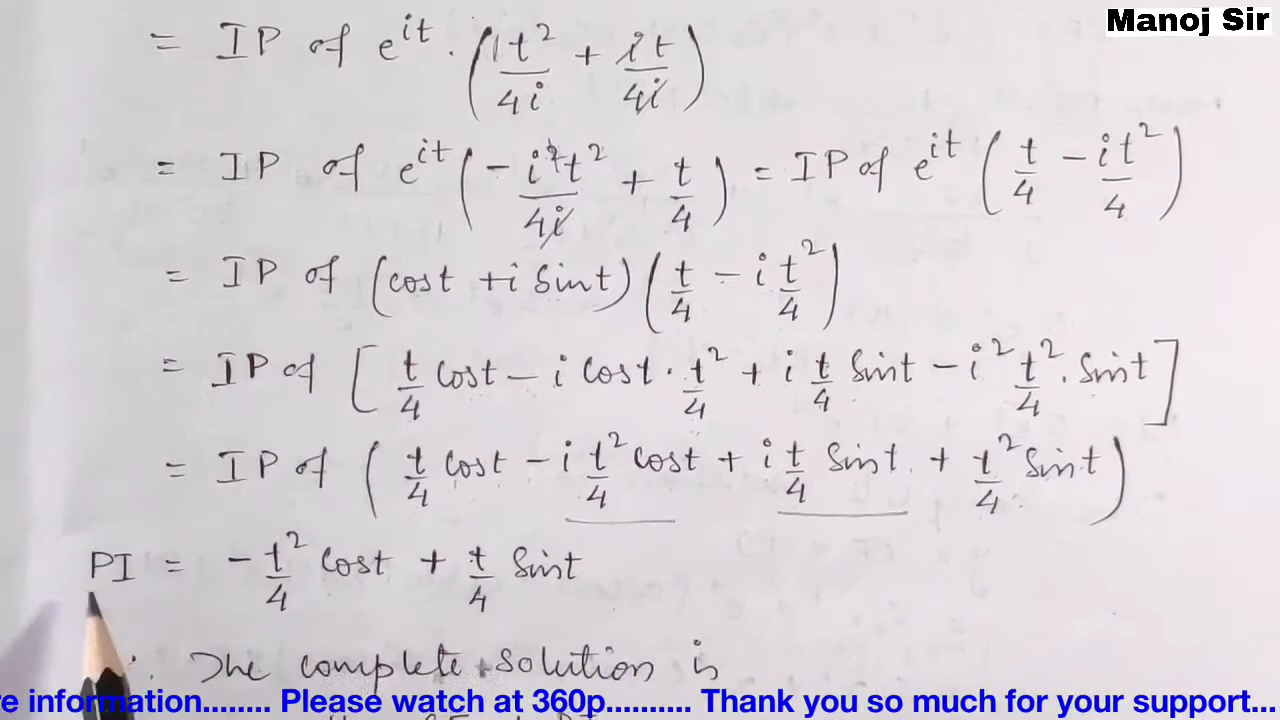 Manoj Sir
= IP of e^{it} · (1t²/4i + it/4i)
= IP of e^{it} (-i²t²/4i + t/4) = IP of e^{it} (t/4 - it²/4)
= IP of (cost + i Sint) (t/4 - i t²/4)
= IP of [t/4 Cost - i Cost · t²/4 + i t/4 Sint - i² t²/4 . Sint]
= IP of (t/4 Cost - i t²/4 Cost + i t/4 Sint + t²/4 Sint)
PI = - t²/4 Cost + t/4 Sint
∴ The complete solution is
e information........ Please watch at 360p.......... Thank you so much for your support...